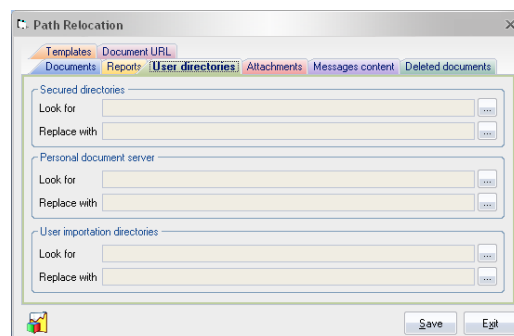 Path Relocation
Templates Document URL
Documents Reports User directories Attachments Messages content Deleted documents
Secured directories
Look for ...
Replace with ...
Personal document server
Look for ...
Replace with ...
User importation directories
Look for ...
Replace with ...
Save Exit